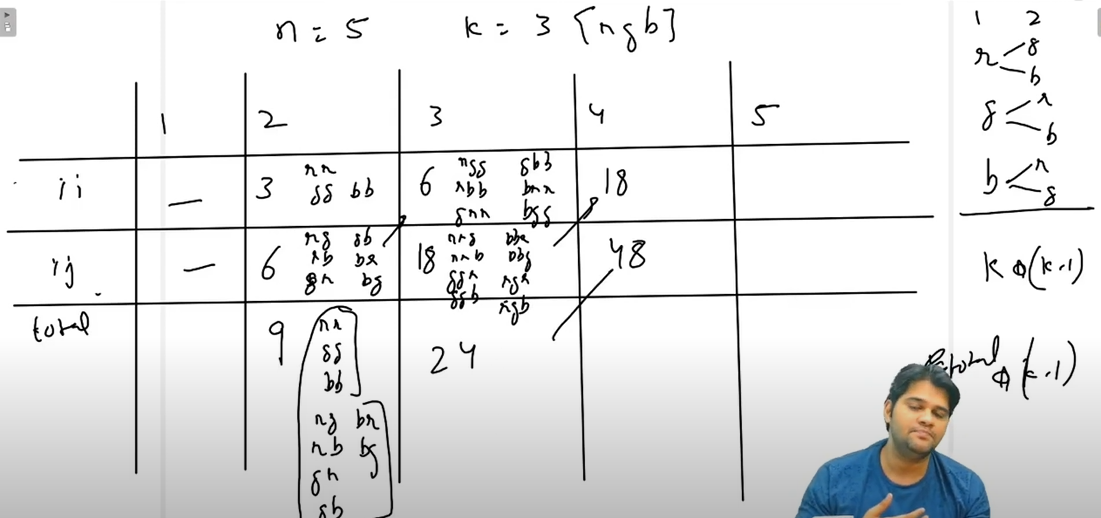 n = 5 k = 3 [rgb]
1 2 3 4 5
ii — 3 rr gg bb 6 rgg rbb grr gbb brr bgg 18
ij — 6 rg rb gr gb br bg 18 rrg rrb ggr ggb bbr bbg rgr rgb 48
total 9 rr gg bb rg rb gr gb br bg 24
1 2
r g b
g r b
b r g
k * (k-1)
* (k-1)